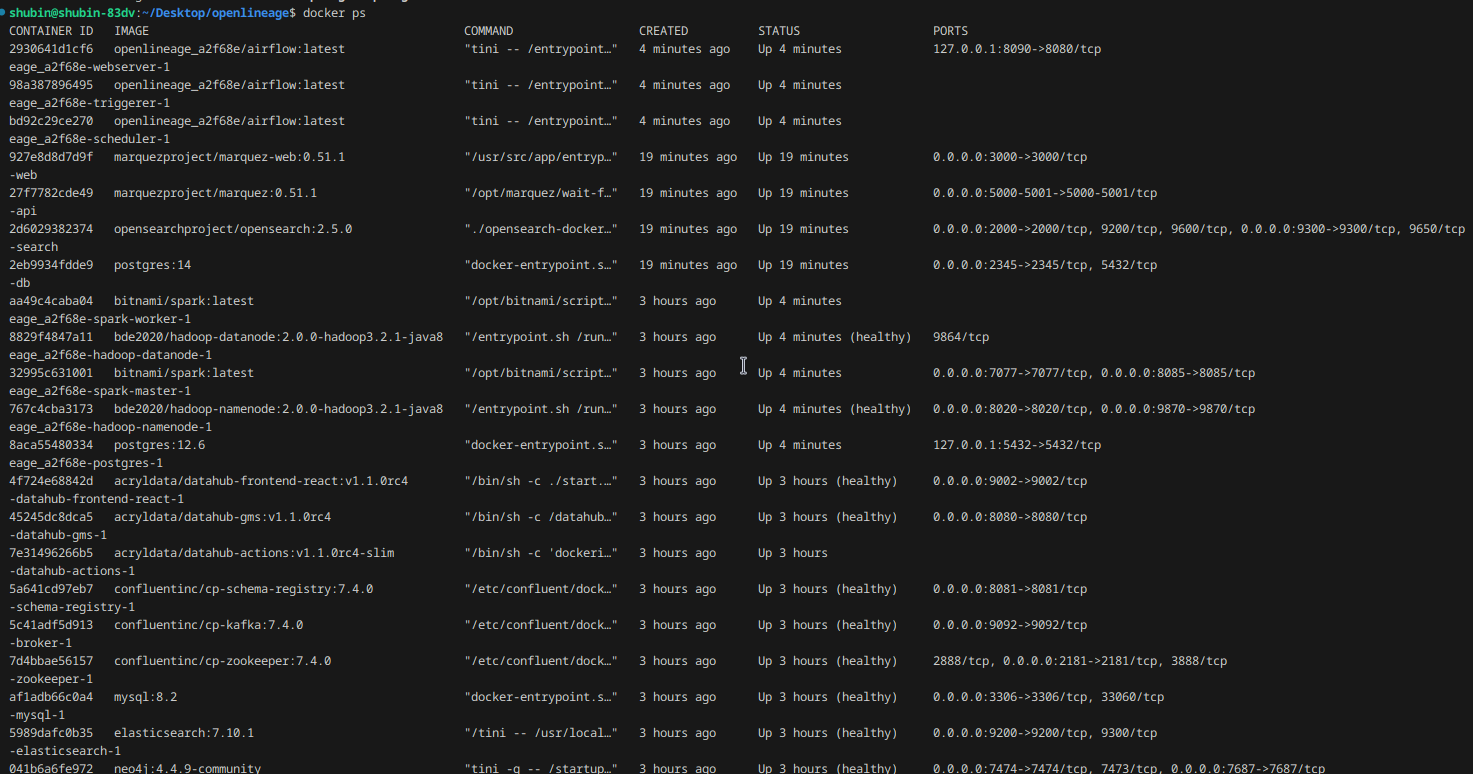 shubin@shubin-83dv:~/Desktop/openlineage$ docker ps
CONTAINER ID   IMAGE   COMMAND   CREATED   STATUS   PORTS
2930641d1cf6   openlineage_a2f68e/airflow:latest   "tini -- /entrypoint…"   4 minutes ago   Up 4 minutes   127.0.0.1:8090->8080/tcp
eage_a2f68e-webserver-1
98a387896495   openlineage_a2f68e/airflow:latest   "tini -- /entrypoint…"   4 minutes ago   Up 4 minutes
eage_a2f68e-triggerer-1
bd92c29ce270   openlineage_a2f68e/airflow:latest   "tini -- /entrypoint…"   4 minutes ago   Up 4 minutes
eage_a2f68e-scheduler-1
927e8d8d7d9f   marquezproject/marquez-web:0.51.1   "/usr/src/app/entryp…"   19 minutes ago   Up 19 minutes   0.0.0.0:3000->3000/tcp
-web
27f7782cde49   marquezproject/marquez:0.51.1   "/opt/marquez/wait-f…"   19 minutes ago   Up 19 minutes   0.0.0.0:5000-5001->5000-5001/tcp
-api
2d6029382374   opensearchproject/opensearch:2.5.0   "./opensearch-docker…"   19 minutes ago   Up 19 minutes   0.0.0.0:2000->2000/tcp, 9200/tcp, 9600/tcp, 0.0.0.0:9300->9300/tcp, 9650/tcp
-search
2eb9934fdde9   postgres:14   "docker-entrypoint.s…"   19 minutes ago   Up 19 minutes   0.0.0.0:2345->2345/tcp, 5432/tcp
-db
aa49c4caba04   bitnami/spark:latest   "/opt/bitnami/script…"   3 hours ago   Up 4 minutes
eage_a2f68e-spark-worker-1
8829f4847a11   bde2020/hadoop-datanode:2.0.0-hadoop3.2.1-java8   "/entrypoint.sh /run…"   3 hours ago   Up 4 minutes (healthy)   9864/tcp
eage_a2f68e-hadoop-datanode-1
32995c631001   bitnami/spark:latest   "/opt/bitnami/script…"   3 hours ago   Up 4 minutes   0.0.0.0:7077->7077/tcp, 0.0.0.0:8085->8085/tcp
eage_a2f68e-spark-master-1
767c4cba3173   bde2020/hadoop-namenode:2.0.0-hadoop3.2.1-java8   "/entrypoint.sh /run…"   3 hours ago   Up 4 minutes (healthy)   0.0.0.0:8020->8020/tcp, 0.0.0.0:9870->9870/tcp
eage_a2f68e-hadoop-namenode-1
8aca55480334   postgres:12.6   "docker-entrypoint.s…"   3 hours ago   Up 4 minutes   127.0.0.1:5432->5432/tcp
eage_a2f68e-postgres-1
4f724e68842d   acryldata/datahub-frontend-react:v1.1.0rc4   "/bin/sh -c ./start.…"   3 hours ago   Up 3 hours (healthy)   0.0.0.0:9002->9002/tcp
-datahub-frontend-react-1
45245dc8dca5   acryldata/datahub-gms:v1.1.0rc4   "/bin/sh -c /datahub…"   3 hours ago   Up 3 hours (healthy)   0.0.0.0:8080->8080/tcp
-datahub-gms-1
7e31496266b5   acryldata/datahub-actions:v1.1.0rc4-slim   "/bin/sh -c 'dockeri…"   3 hours ago   Up 3 hours
-datahub-actions-1
5a641cd97eb7   confluentinc/cp-schema-registry:7.4.0   "/etc/confluent/dock…"   3 hours ago   Up 3 hours (healthy)   0.0.0.0:8081->8081/tcp
-schema-registry-1
5c41adf5d913   confluentinc/cp-kafka:7.4.0   "/etc/confluent/dock…"   3 hours ago   Up 3 hours (healthy)   0.0.0.0:9092->9092/tcp
-broker-1
7d4bbae56157   confluentinc/cp-zookeeper:7.4.0   "/etc/confluent/dock…"   3 hours ago   Up 3 hours (healthy)   2888/tcp, 0.0.0.0:2181->2181/tcp, 3888/tcp
-zookeeper-1
af1adb66c0a4   mysql:8.2   "docker-entrypoint.s…"   3 hours ago   Up 3 hours (healthy)   0.0.0.0:3306->3306/tcp, 33060/tcp
-mysql-1
5989dafc0b35   elasticsearch:7.10.1   "/tini -- /usr/local…"   3 hours ago   Up 3 hours (healthy)   0.0.0.0:9200->9200/tcp, 9300/tcp
-elasticsearch-1
041b6a6fe972   neo4j:4.4.9-community   "tini -g -- /startup…"   3 hours ago   Up 3 hours (healthy)   0.0.0.0:7474->7474/tcp, 7473/tcp, 0.0.0.0:7687->7687/tcp